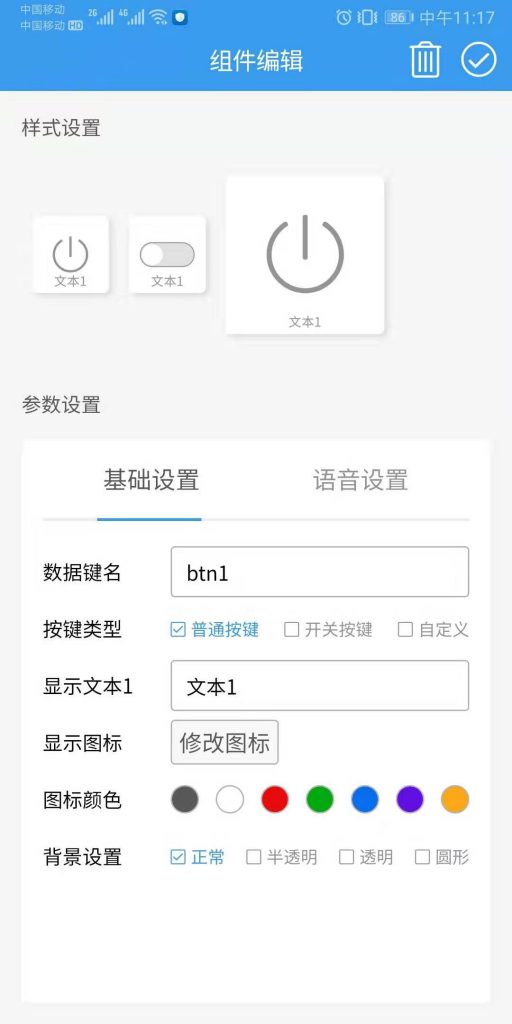 中国移动 2G 4G 86 中午11:17
中国移动 HD
组件编辑
样式设置
文本1 文本1 文本1
参数设置
基础设置 语音设置
数据键名 btn1
按键类型 普通按键 开关按键 自定义
显示文本1 文本1
显示图标 修改图标
图标颜色
背景设置 正常 半透明 透明 圆形